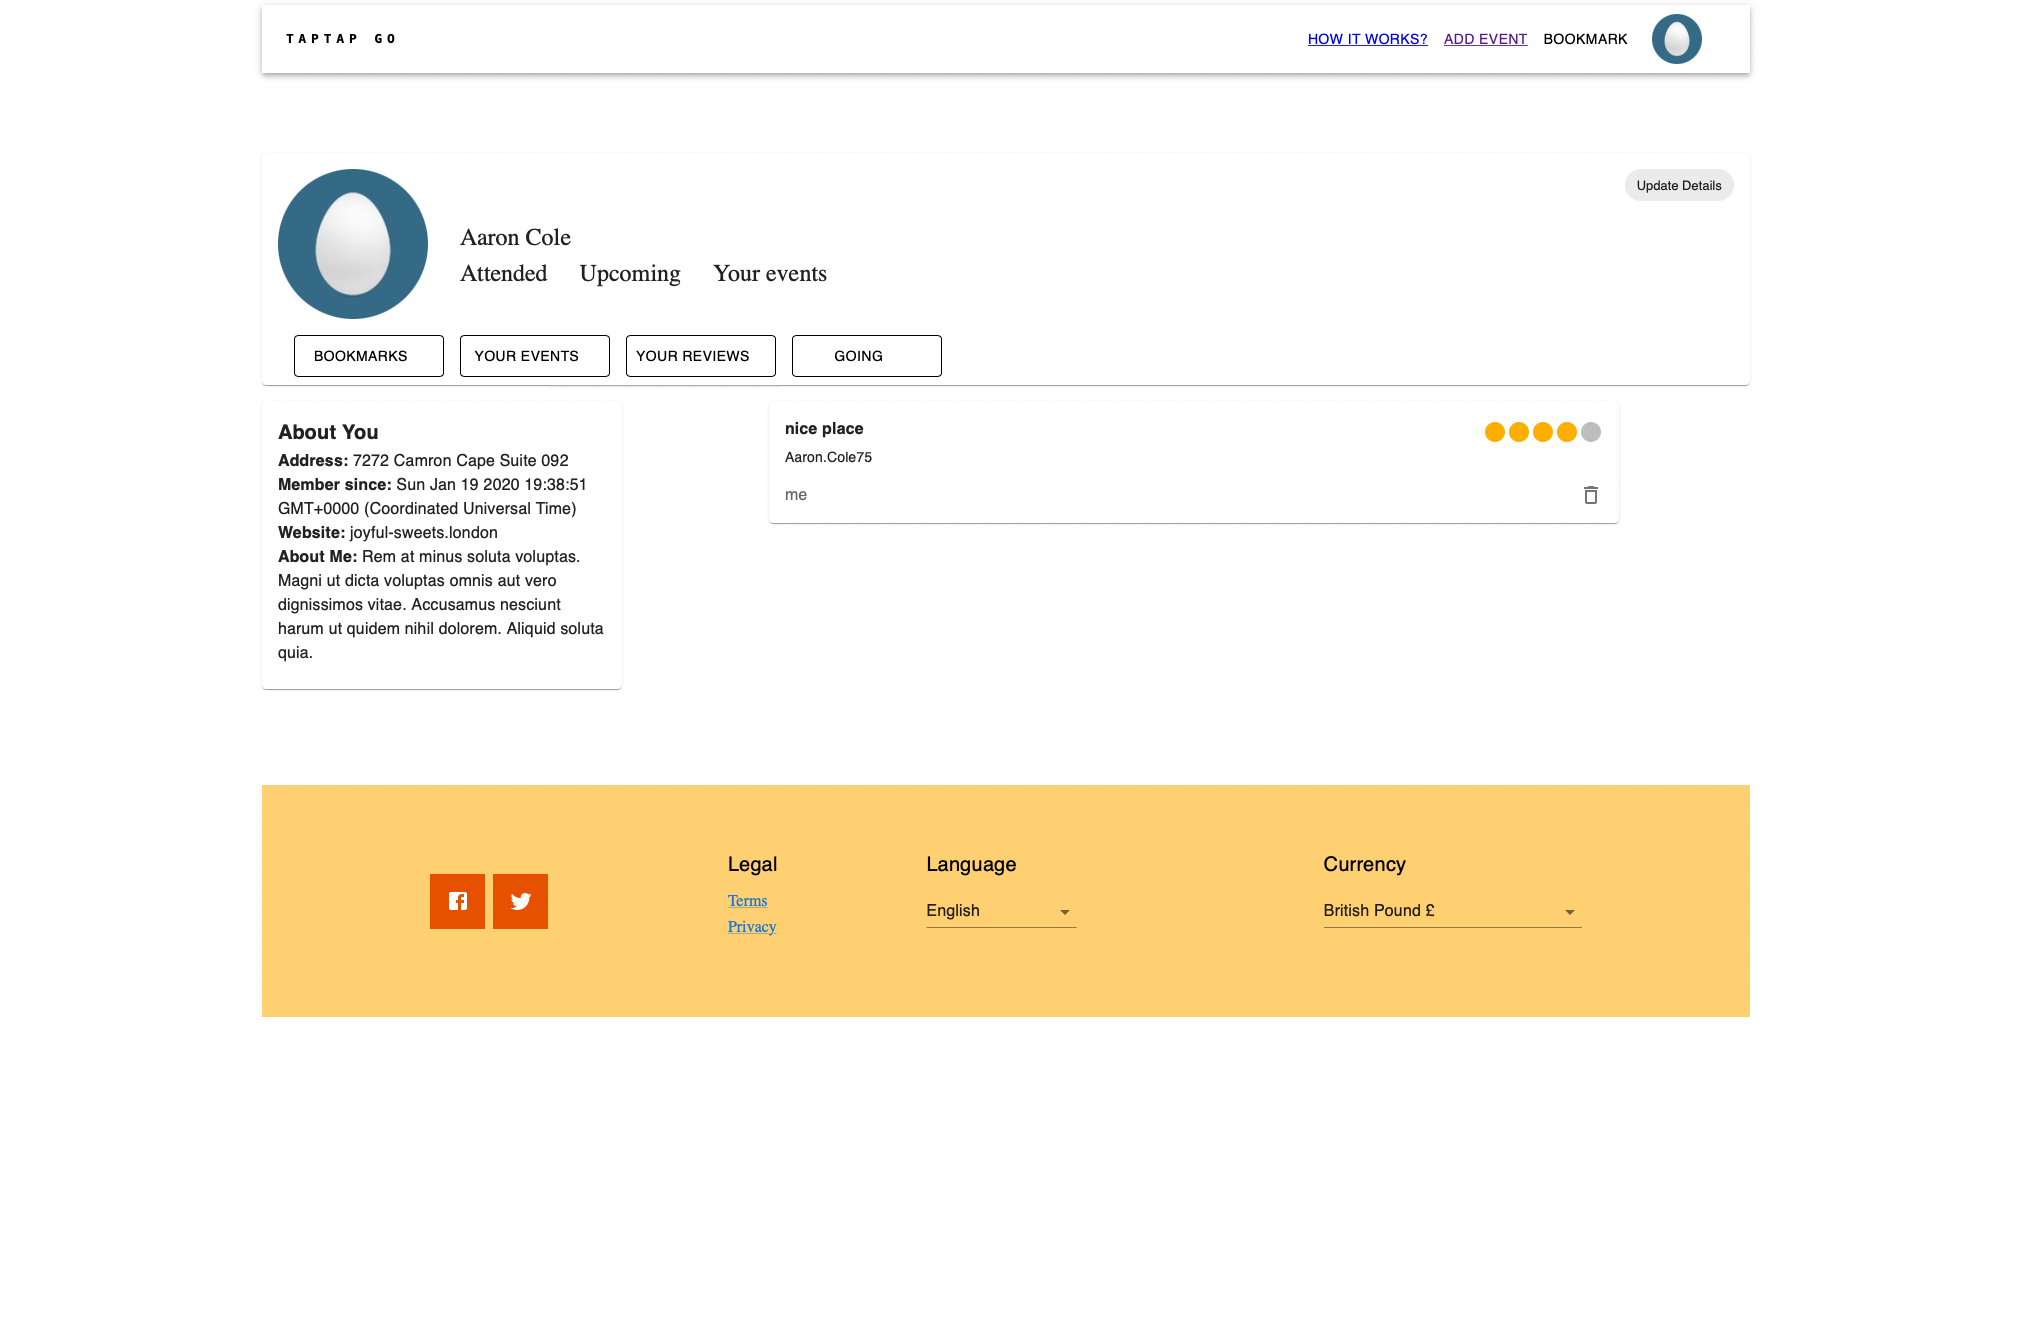 TAPTAP GO
HOW IT WORKS? ADD EVENT BOOKMARK
Update Details
Aaron Cole
Attended Upcoming Your events
BOOKMARKS YOUR EVENTS YOUR REVIEWS GOING
About You
Address: 7272 Camron Cape Suite 092
Member since: Sun Jan 19 2020 19:38:51
GMT+0000 (Coordinated Universal Time)
Website: joyful-sweets.london
About Me: Rem at minus soluta voluptas.
Magni ut dicta voluptas omnis aut vero
dignissimos vitae. Accusamus nesciunt
harum ut quidem nihil dolorem. Aliquid soluta
quia.
nice place
Aaron.Cole75
me
Legal
Terms
Privacy
Language
English
Currency
British Pound £